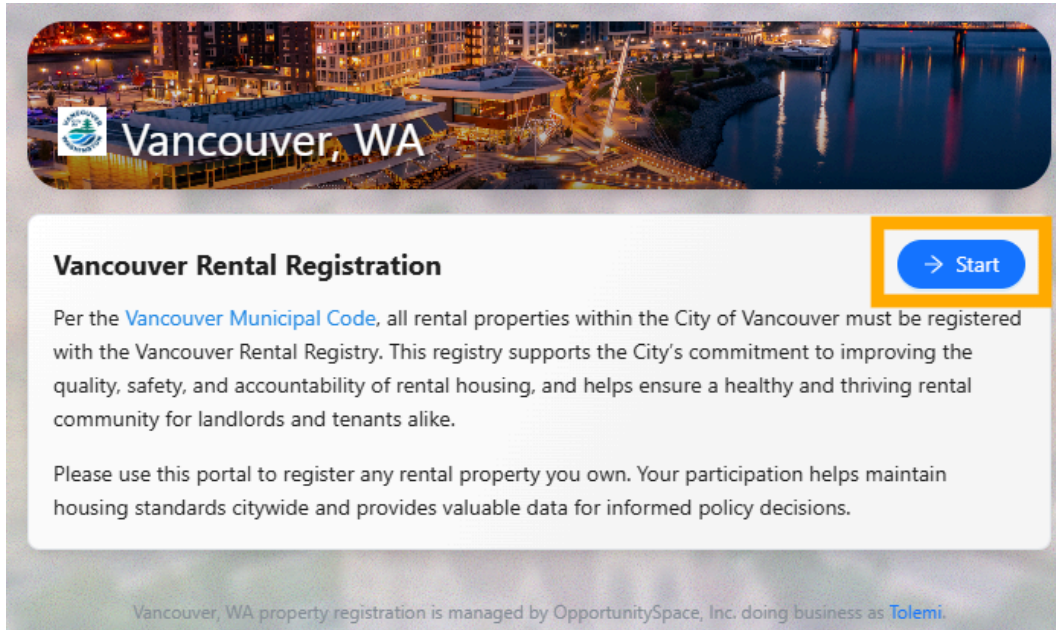 Vancouver, WA
Vancouver Rental Registration
→ Start
Per the Vancouver Municipal Code, all rental properties within the City of Vancouver must be registered
with the Vancouver Rental Registry. This registry supports the City's commitment to improving the
quality, safety, and accountability of rental housing, and helps ensure a healthy and thriving rental
community for landlords and tenants alike.
Please use this portal to register any rental property you own. Your participation helps maintain
housing standards citywide and provides valuable data for informed policy decisions.
Vancouver, WA property registration is managed by OpportunitySpace, Inc. doing business as Tolemi.